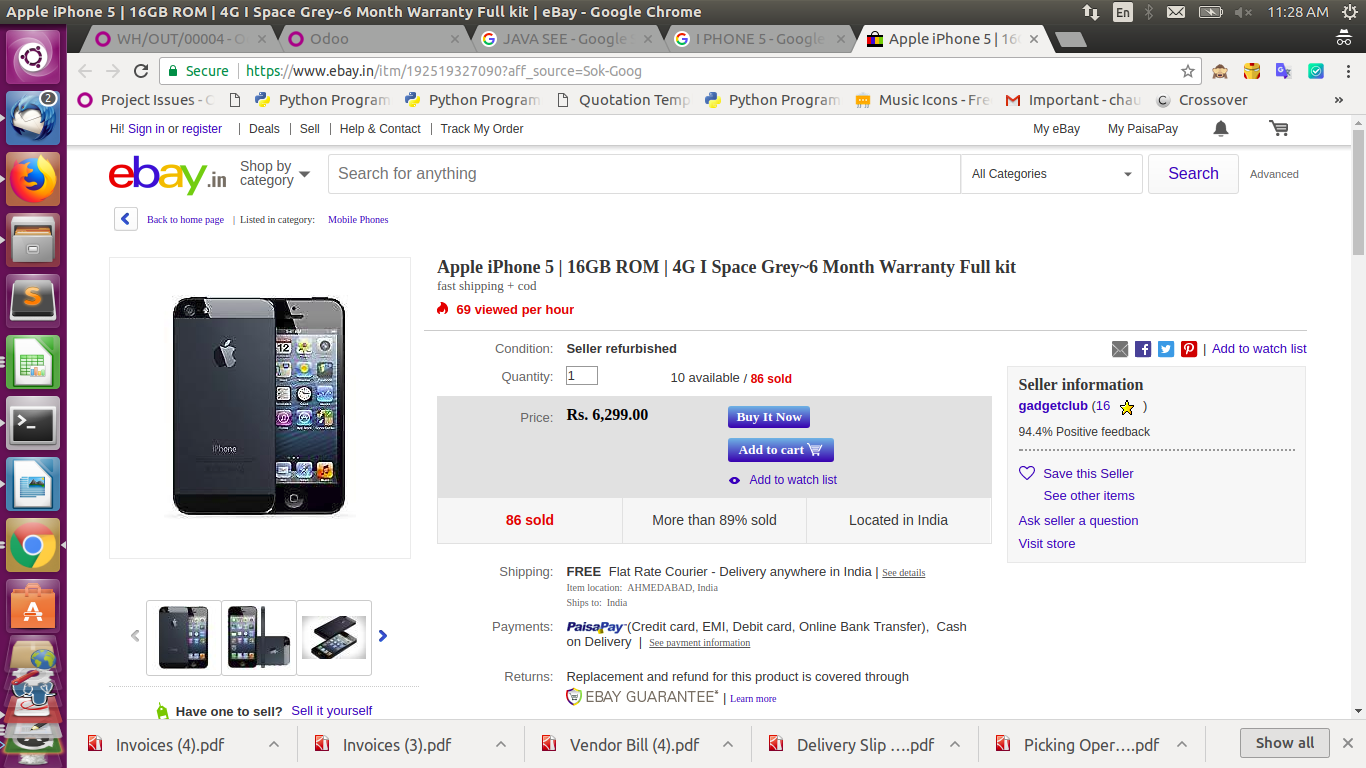 Apple iPhone 5 | 16GB ROM | 4G I Space Grey~6 Month Warranty Full kit | eBay - Google Chrome
En
11:28 AM
WH/OUT/00004 - O
Odoo
JAVA SEE - Google S
I PHONE 5 - Google
Apple iPhone 5 | 16G
Secure
https://www.ebay.in/itm/192519327090?aff_source=Sok-Goog
Project Issues - O
Python Program
Python Program
Quotation Temp
Python Program
Music Icons - Fre
Important - chau
Crossover
»
2
Hi! Sign in or register | Deals | Sell | Help & Contact | Track My Order
My eBay
My PaisaPay
ebay.in
Shop by
category
Search for anything
All Categories
Search
Advanced
Back to home page | Listed in category: Mobile Phones
Apple iPhone 5 | 16GB ROM | 4G I Space Grey~6 Month Warranty Full kit
fast shipping + cod
69 viewed per hour
Condition: Seller refurbished
| Add to watch list
Quantity: 1
10 available / 86 sold
Price: Rs. 6,299.00
Buy It Now
Add to cart
Add to watch list
86 sold
More than 89% sold
Located in India
Seller information
gadgetclub (16 )
94.4% Positive feedback
Save this Seller
See other items
Ask seller a question
Visit store
iPhone
Shipping: FREE Flat Rate Courier - Delivery anywhere in India | See details
Item location: AHMEDABAD, India
Ships to: India
Payments: PaisaPay (Credit card, EMI, Debit card, Online Bank Transfer), Cash
on Delivery | See payment information
Returns: Replacement and refund for this product is covered through
EBAY GUARANTEE* | Learn more
Have one to sell? Sell it yourself
Invoices (4).pdf
Invoices (3).pdf
Vendor Bill (4).pdf
Delivery Slip ....pdf
Picking Oper....pdf
Show all